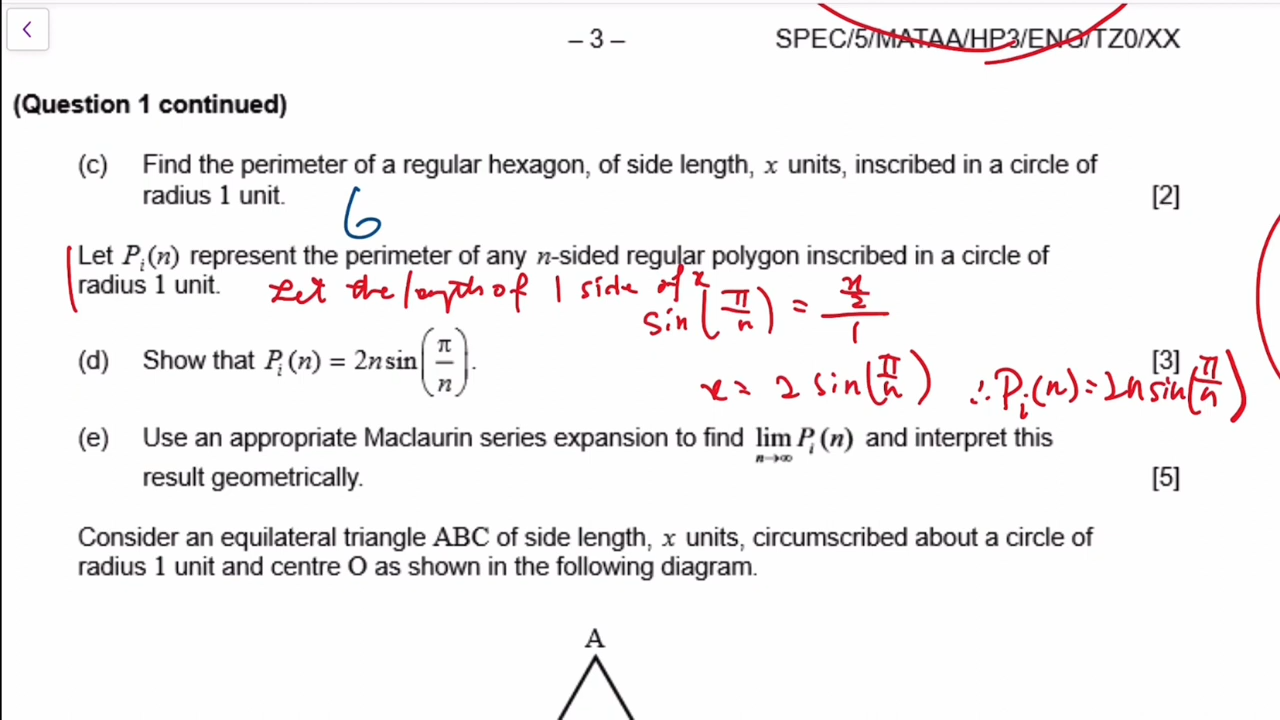 – 3 –
SPEC/5/MATAA/HP3/ENG/TZ0/XX
(Question 1 continued)
(c) Find the perimeter of a regular hexagon, of side length, x units, inscribed in a circle of
radius 1 unit. [2]
6
Let Pᵢ(n) represent the perimeter of any n-sided regular polygon inscribed in a circle of
radius 1 unit.
Let the length of 1 side of x
sin(π/n) = (x/2)/1
(d) Show that Pᵢ(n) = 2n sin(π/n). [3]
x = 2 sin(π/n) ∴ Pᵢ(n) = 2n sin(π/n)
(e) Use an appropriate Maclaurin series expansion to find lim n→∞ Pᵢ(n) and interpret this
result geometrically. [5]
Consider an equilateral triangle ABC of side length, x units, circumscribed about a circle of
radius 1 unit and centre O as shown in the following diagram.
A